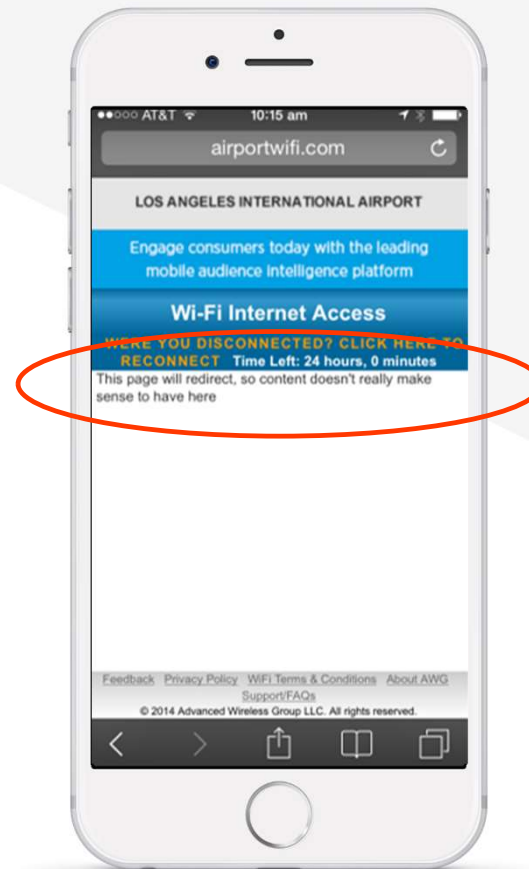 AT&T 10:15 am
airportwifi.com
LOS ANGELES INTERNATIONAL AIRPORT
Engage consumers today with the leading
mobile audience intelligence platform
Wi-Fi Internet Access
WERE YOU DISCONNECTED? CLICK HERE TO
RECONNECT Time Left: 24 hours, 0 minutes
This page will redirect, so content doesn't really make
sense to have here
Feedback Privacy Policy WiFi Terms & Conditions About AWG
Support/FAQs
© 2014 Advanced Wireless Group LLC. All rights reserved.